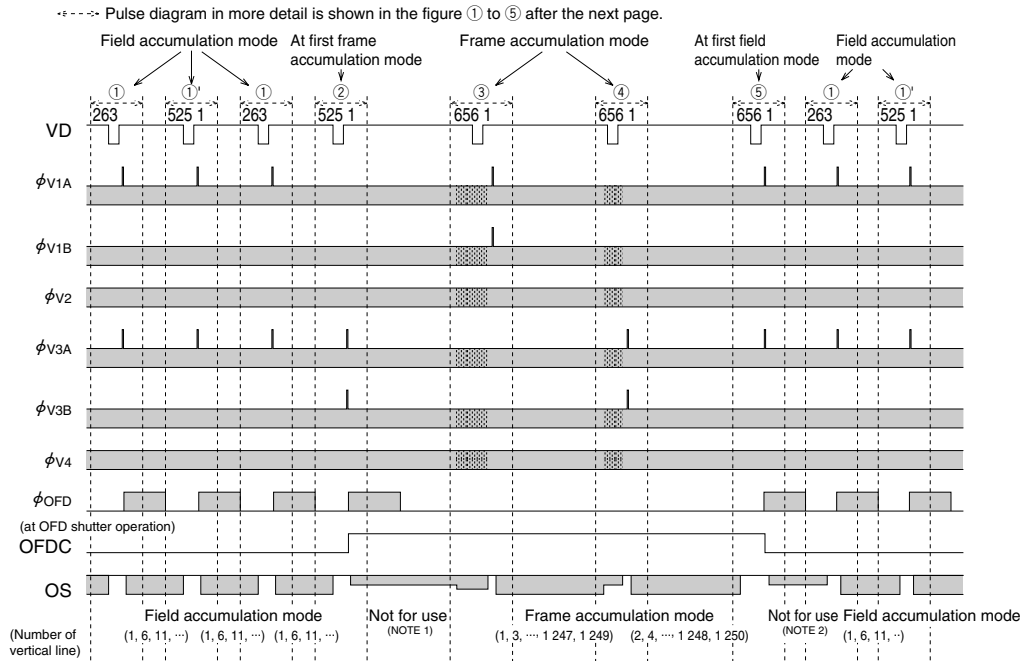 Pulse diagram in more detail is shown in the figure ① to ⑤ after the next page.
Field accumulation mode
At first frame
accumulation mode
Frame accumulation mode
At first field
accumulation mode
Field accumulation
mode
① ①' ① ② ③ ④ ⑤ ① ①'
263 525 1 263 525 1 656 1 656 1 656 1 263 525 1
VD
ϕV1A
ϕV1B
ϕV2
ϕV3A
ϕV3B
ϕV4
ϕOFD
(at OFD shutter operation)
OFDC
OS
Field accumulation mode Not for use Frame accumulation mode Not for use Field accumulation mode
(Number of
vertical line)
(1, 6, 11, ···) (1, 6, 11, ···) (1, 6, 11, ···) (NOTE 1) (1, 3, ···, 1 247, 1 249) (2, 4, ···, 1 248, 1 250) (NOTE 2) (1, 6, 11, ··)